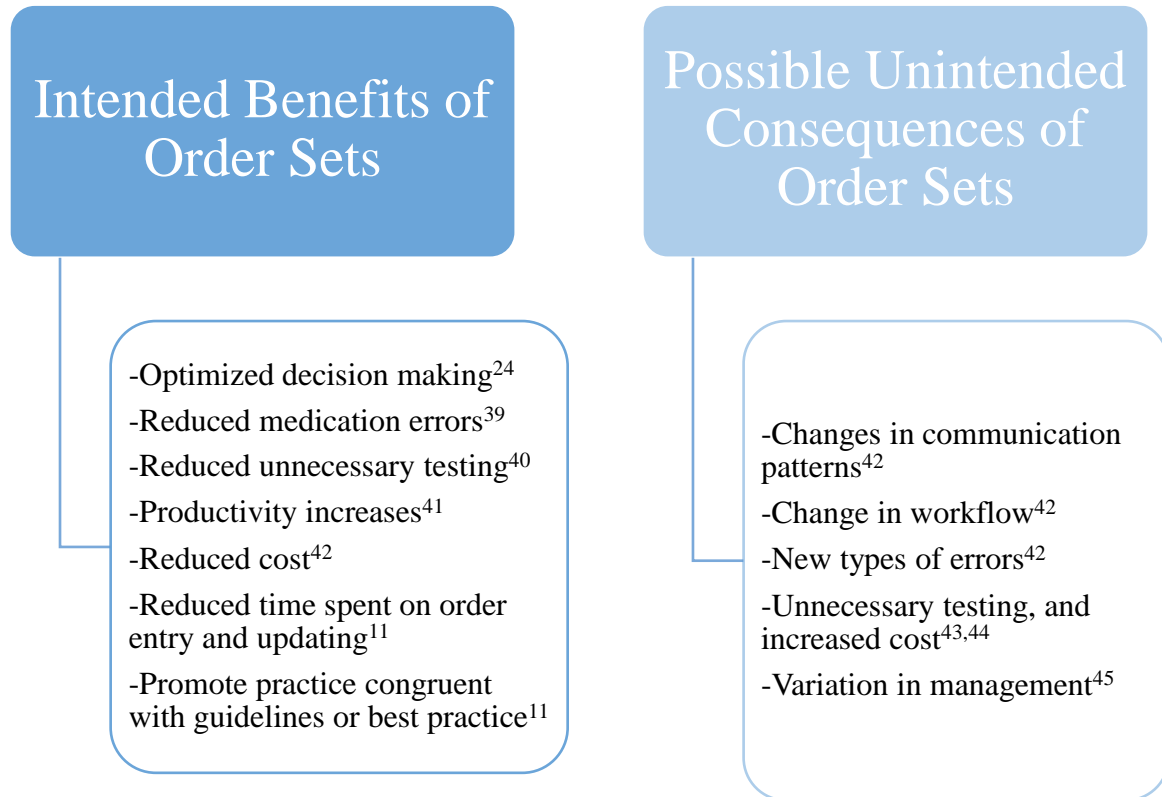 Intended Benefits of
Order Sets
-Optimized decision making²⁴
-Reduced medication errors³⁹
-Reduced unnecessary testing⁴⁰
-Productivity increases⁴¹
-Reduced cost⁴²
-Reduced time spent on order
entry and updating¹¹
-Promote practice congruent
with guidelines or best practice¹¹
Possible Unintended
Consequences of
Order Sets
-Changes in communication
patterns⁴²
-Change in workflow⁴²
-New types of errors⁴²
-Unnecessary testing, and
increased cost⁴³,⁴⁴
-Variation in management⁴⁵